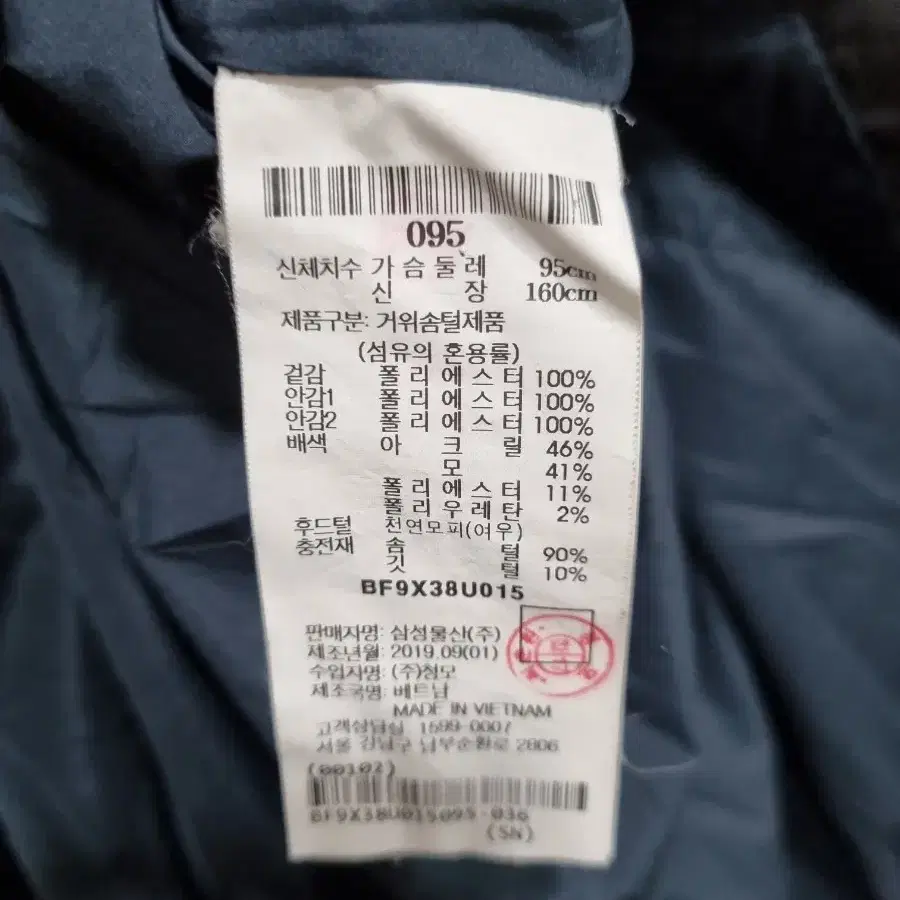 095
신체치수 가 슴 둘 레 95cm
신 장 160cm
제품구분: 거위솜털제품
(섬유의 혼용률)
겉감 폴 리 에 스 터 100%
안감1 폴 리 에 스 터 100%
안감2 폴 리 에 스 터 100%
배색 아 크 릴 46%
모 41%
폴 리 에 스 터 11%
폴 리 우 레 탄 2%
후드털 천연모피(여우)
충전재 솜 털 90%
깃 털 10%
BF9X38U015
판매자명: 삼성물산(주)
제조년월: 2019.09(01)
수입자명: (주)청모
제조국명: 베트남
MADE IN VIETNAM
고객상담실 1599-0007
서울 강남구 남부순환로 2806
(00102)
BF9X38U015095-036
(SN)